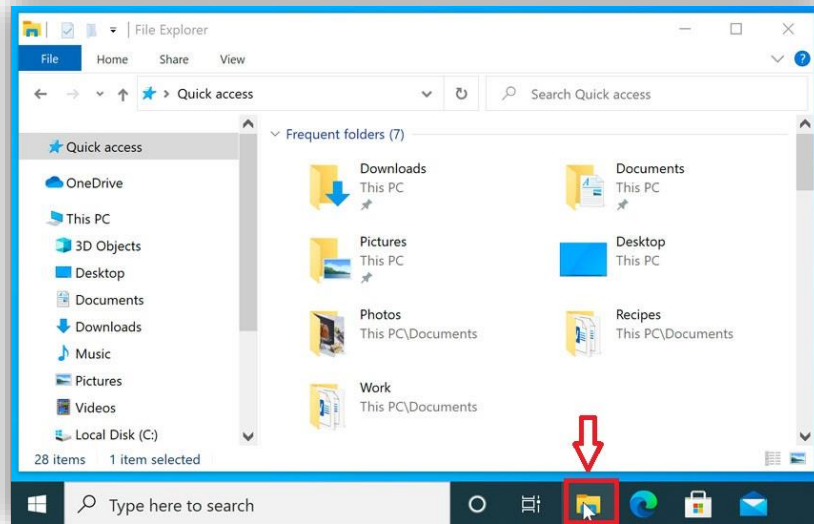 File Explorer
File Home Share View
Quick access
Search Quick access
Quick access
OneDrive
This PC
3D Objects
Desktop
Documents
Downloads
Music
Pictures
Videos
Local Disk (C:)
Frequent folders (7)
Downloads
This PC
Documents
This PC
Pictures
This PC
Desktop
This PC
Photos
This PC\Documents
Recipes
This PC\Documents
Work
This PC\Documents
28 items 1 item selected
Type here to search